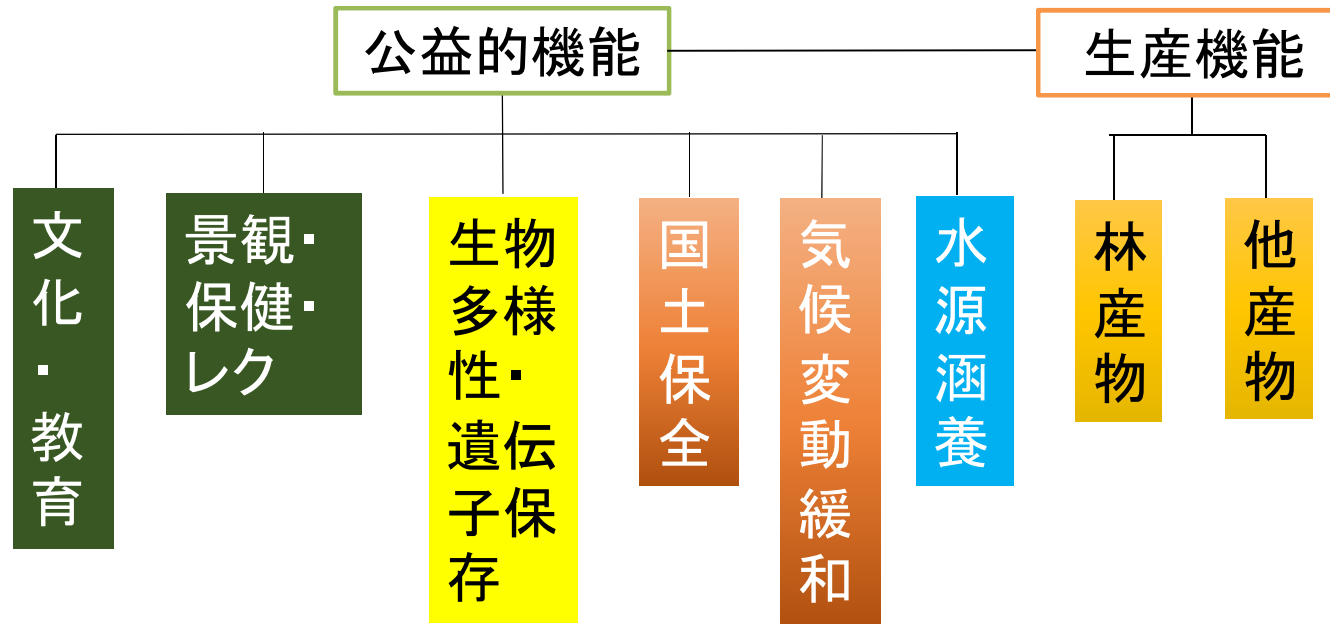 公益的機能
生産機能
文化・教育
景観・
保健・
レク
生物
多様
性・
遺伝
子保
存
国土保全
気候変動緩和
水源涵養
林産物
他産物